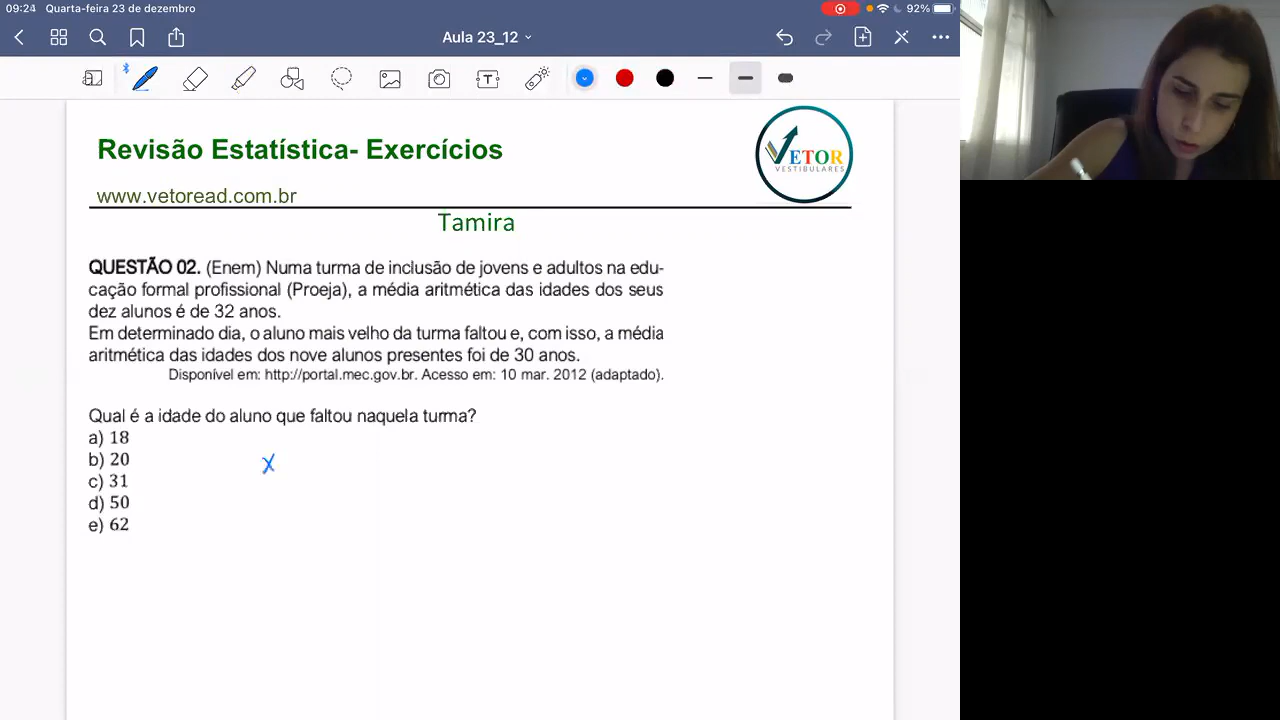 09:24 Quarta-feira 23 de dezembro
92%
Aula 23_12
T
Revisão Estatística- Exercícios
VETOR
VESTIBULARES
www.vetoread.com.br
Tamira
QUESTÃO 02. (Enem) Numa turma de inclusão de jovens e adultos na edu-
cação formal profissional (Proeja), a média aritmética das idades dos seus
dez alunos é de 32 anos.
Em determinado dia, o aluno mais velho da turma faltou e, com isso, a média
aritmética das idades dos nove alunos presentes foi de 30 anos.
Disponível em: http://portal.mec.gov.br. Acesso em: 10 mar. 2012 (adaptado).
Qual é a idade do aluno que faltou naquela turma?
a) 18
b) 20
x
c) 31
d) 50
e) 62